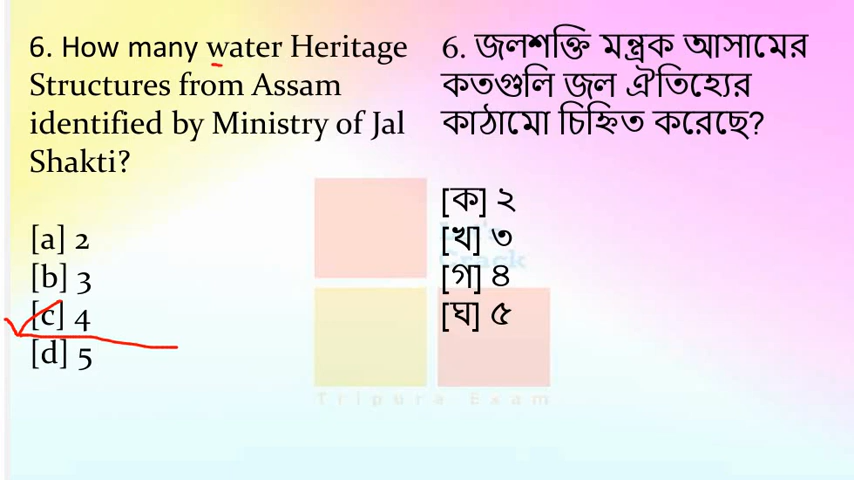 6. How many water Heritage
Structures from Assam
identified by Ministry of Jal
Shakti?
[a] 2
[b] 3
[c] 4
[d] 5
6. জলশক্তি মন্ত্রক আসামের
কতগুলি জল ঐতিহ্যের
কাঠামো চিহ্নিত করেছে?
[ক] ২
[খ] ৩
[গ] ৪
[ঘ] ৫
Crack
Tripura Exam